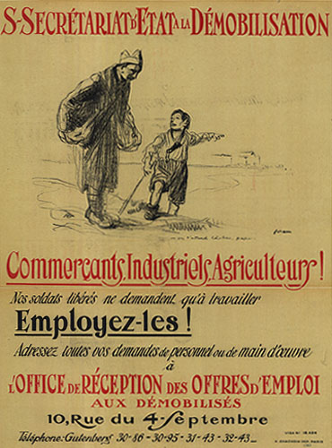 S-SECRÉTARIAT D'ETAT A LA DÉMOBILISATION
Commerçants, Industriels, Agriculteurs!
Nos soldats libérés ne demandent qu'à travailler
Employez-les!
Adressez toutes vos demandes de personnel ou de main d'œuvre
à
L'OFFICE DE RÉCEPTION DES OFFRES D'EMPLOI
AUX DÉMOBILISÉS
10, Rue du 4-Septembre
Téléphone: Gutenberg 30-86 - 30-95 - 31-43 - 32-43